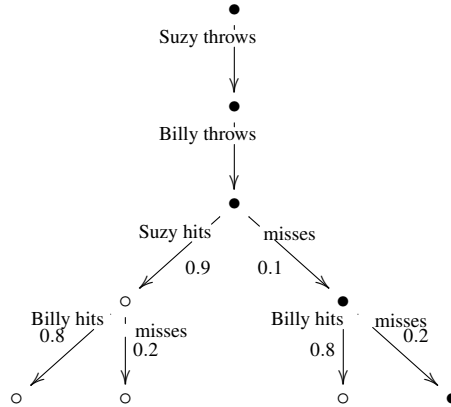 Suzy throws
Billy throws
Suzy hits
misses
0.9
0.1
Billy hits
misses
Billy hits
misses
0.8
0.2
0.8
0.2